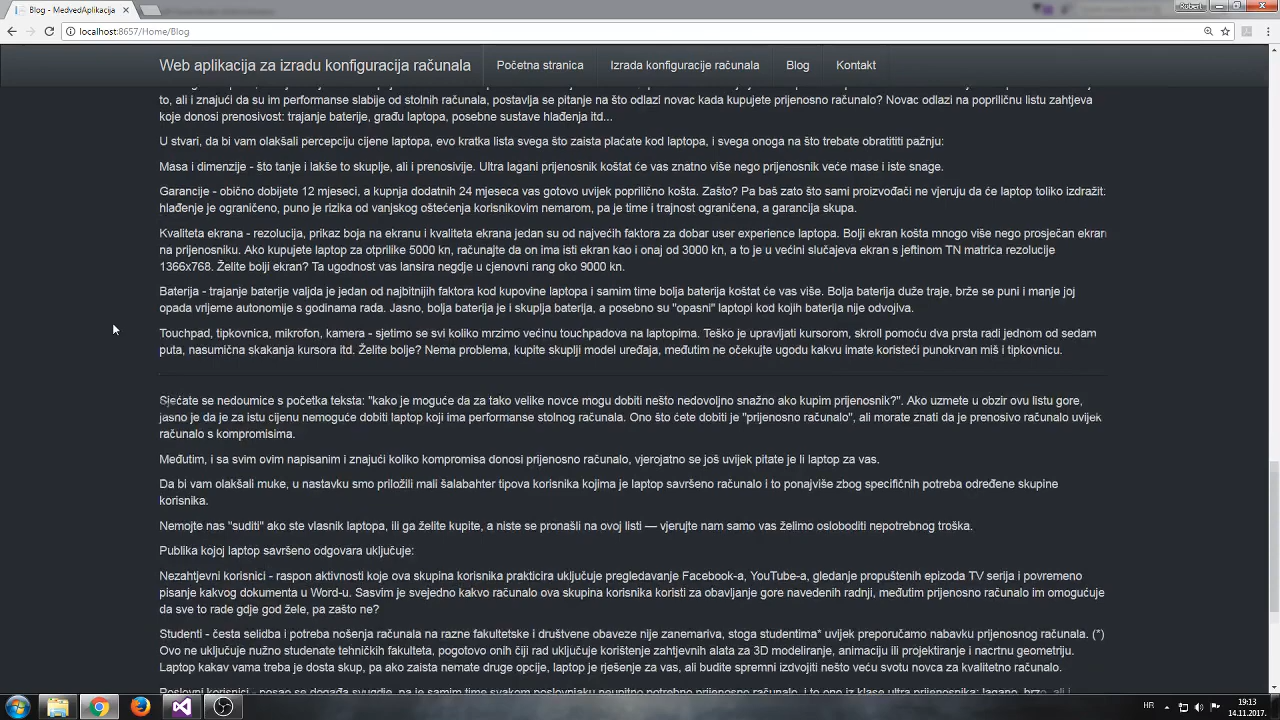 Blog - MedvedAplikacija
Robert
localhost:8657/Home/Blog
Web aplikacija za izradu konfiguracija računala
Početna stranica
Izrada konfiguracije računala
Blog
Kontakt
to, ali i znajući da su im performanse slabije od stolnih računala, postavlja se pitanje na što odlazi novac kada kupujete prijenosno računalo? Novac odlazi na popriličnu listu zahtjeva
koje donosi prenosivost: trajanje baterije, građu laptopa, posebne sustave hlađenja itd...
U stvari, da bi vam olakšali percepciju cijene laptopa, evo kratka lista svega što zaista plaćate kod laptopa, i svega onoga na što trebate obratititi pažnju:
Masa i dimenzije - što tanje i lakše to skuplje, ali i prenosivije. Ultra lagani prijenosnik koštat će vas znatno više nego prijenosnik veće mase i iste snage.
Garancije - obično dobijete 12 mjeseci, a kupnja dodatnih 24 mjeseca vas gotovo uvijek poprilično košta. Zašto? Pa baš zato što sami proizvođači ne vjeruju da će laptop toliko izdražit:
hlađenje je ograničeno, puno je rizika od vanjskog oštećenja korisnikovim nemarom, pa je time i trajnost ograničena, a garancija skupa.
Kvaliteta ekrana - rezolucija, prikaz boja na ekranu i kvaliteta ekrana jedan su od najvećih faktora za dobar user experience laptopa. Bolji ekran košta mnogo više nego prosječan ekran
na prijenosniku. Ako kupujete laptop za otprilike 5000 kn, računajte da on ima isti ekran kao i onaj od 3000 kn, a to je u većini slučajeva ekran s jeftinom TN matrica rezolucije
1366x768. Želite bolji ekran? Ta ugodnost vas lansira negdje u cjenovni rang oko 9000 kn.
Baterija - trajanje baterije valjda je jedan od najbitnijih faktora kod kupovine laptopa i samim time bolja baterija koštat će vas više. Bolja baterija duže traje, brže se puni i manje joj
opada vrijeme autonomije s godinama rada. Jasno, bolja baterija je i skuplja baterija, a posebno su "opasni" laptopi kod kojih baterija nije odvojiva.
Touchpad, tipkovnica, mikrofon, kamera - sjetimo se svi koliko mrzimo većinu touchpadova na laptopima. Teško je upravljati kursorom, skroll pomoću dva prsta radi jednom od sedam
puta, nasumična skakanja kursora itd. Želite bolje? Nema problema, kupite skuplji model uređaja, međutim ne očekujte ugodu kakvu imate koristeći punokrvan miš i tipkovnicu.
Sjećate se nedoumice s početka teksta: "kako je moguće da za tako velike novce mogu dobiti nešto nedovoljno snažno ako kupim prijenosnik?". Ako uzmete u obzir ovu listu gore,
jasno je da je za istu cijenu nemoguće dobiti laptop koji ima performanse stolnog računala. Ono što ćete dobiti je "prijenosno računalo", ali morate znati da je prenosivo računalo uvijek
računalo s kompromisima.
Međutim, i sa svim ovim napisanim i znajući koliko kompromisa donosi prijenosno računalo, vjerojatno se još uvijek pitate je li laptop za vas.
Da bi vam olakšali muke, u nastavku smo priložili mali šalabahter tipova korisnika kojima je laptop savršeno računalo i to ponajviše zbog specifičnih potreba određene skupine
korisnika.
Nemojte nas "suditi" ako ste vlasnik laptopa, ili ga želite kupite, a niste se pronašli na ovoj listi — vjerujte nam samo vas želimo osloboditi nepotrebnog troška.
Publika kojoj laptop savršeno odgovara uključuje:
Nezahtjevni korisnici - raspon aktivnosti koje ova skupina korisnika prakticira uključuje pregledavanje Facebook-a, YouTube-a, gledanje propuštenih epizoda TV serija i povremeno
pisanje kakvog dokumenta u Word-u. Sasvim je svejedno kakvo računalo ova skupina korisnika koristi za obavljanje gore navedenih radnji, međutim prijenosno računalo im omogućuje
da sve to rade gdje god žele, pa zašto ne?
Studenti - česta selidba i potreba nošenja računala na razne fakultetske i društvene obaveze nije zanemariva, stoga studentima* uvijek preporučamo nabavku prijenosnog računala. (*)
Ovo ne uključuje nužno studenate tehničkih fakulteta, pogotovo onih čiji rad uključuje korištenje zahtjevnih alata za 3D modeliranje, animaciju ili projektiranje i nacrtnu geometriju.
Laptop kakav vama treba je dosta skup, pa ako zaista nemate druge opcije, laptop je rješenje za vas, ali budite spremni izdvojiti nešto veću svotu novca za kvalitetno računalo.
Poslovni korisnici - posao se događa svugdje, pa je samim time svakom poslovnjaku neupitno potrebno prijenosno računalo, i to ono iz klase ultra prijenosnika: lagano, brzo, ali i
HR
19:13
14.11.2017.